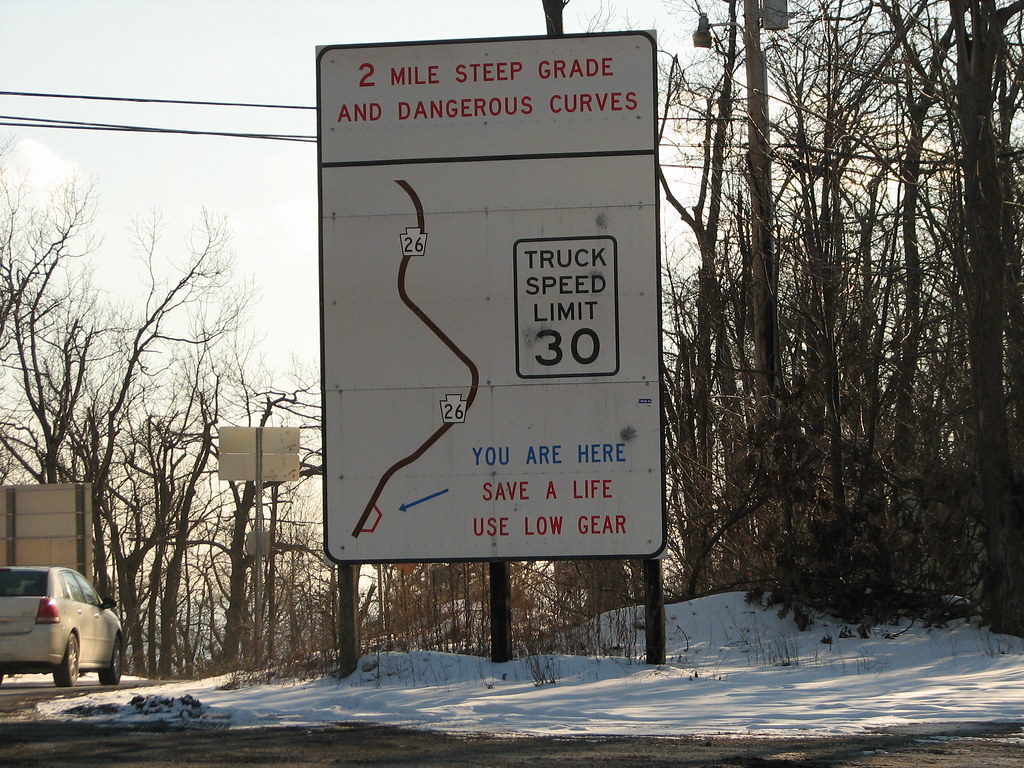 2 MILE STEEP GRADE
AND DANGEROUS CURVES
26
TRUCK
SPEED
LIMIT
30
26
YOU ARE HERE
SAVE A LIFE
USE LOW GEAR